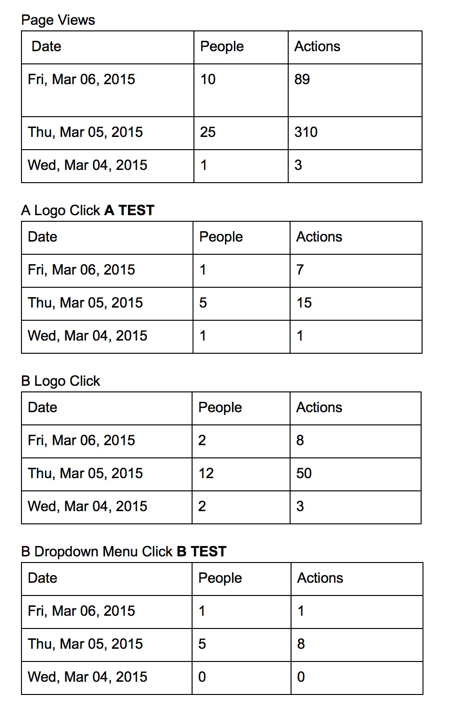 Page Views
Date People Actions
Fri, Mar 06, 2015 10 89
Thu, Mar 05, 2015 25 310
Wed, Mar 04, 2015 1 3
A Logo Click A TEST
Date People Actions
Fri, Mar 06, 2015 1 7
Thu, Mar 05, 2015 5 15
Wed, Mar 04, 2015 1 1
B Logo Click
Date People Actions
Fri, Mar 06, 2015 2 8
Thu, Mar 05, 2015 12 50
Wed, Mar 04, 2015 2 3
B Dropdown Menu Click B TEST
Date People Actions
Fri, Mar 06, 2015 1 1
Thu, Mar 05, 2015 5 8
Wed, Mar 04, 2015 0 0